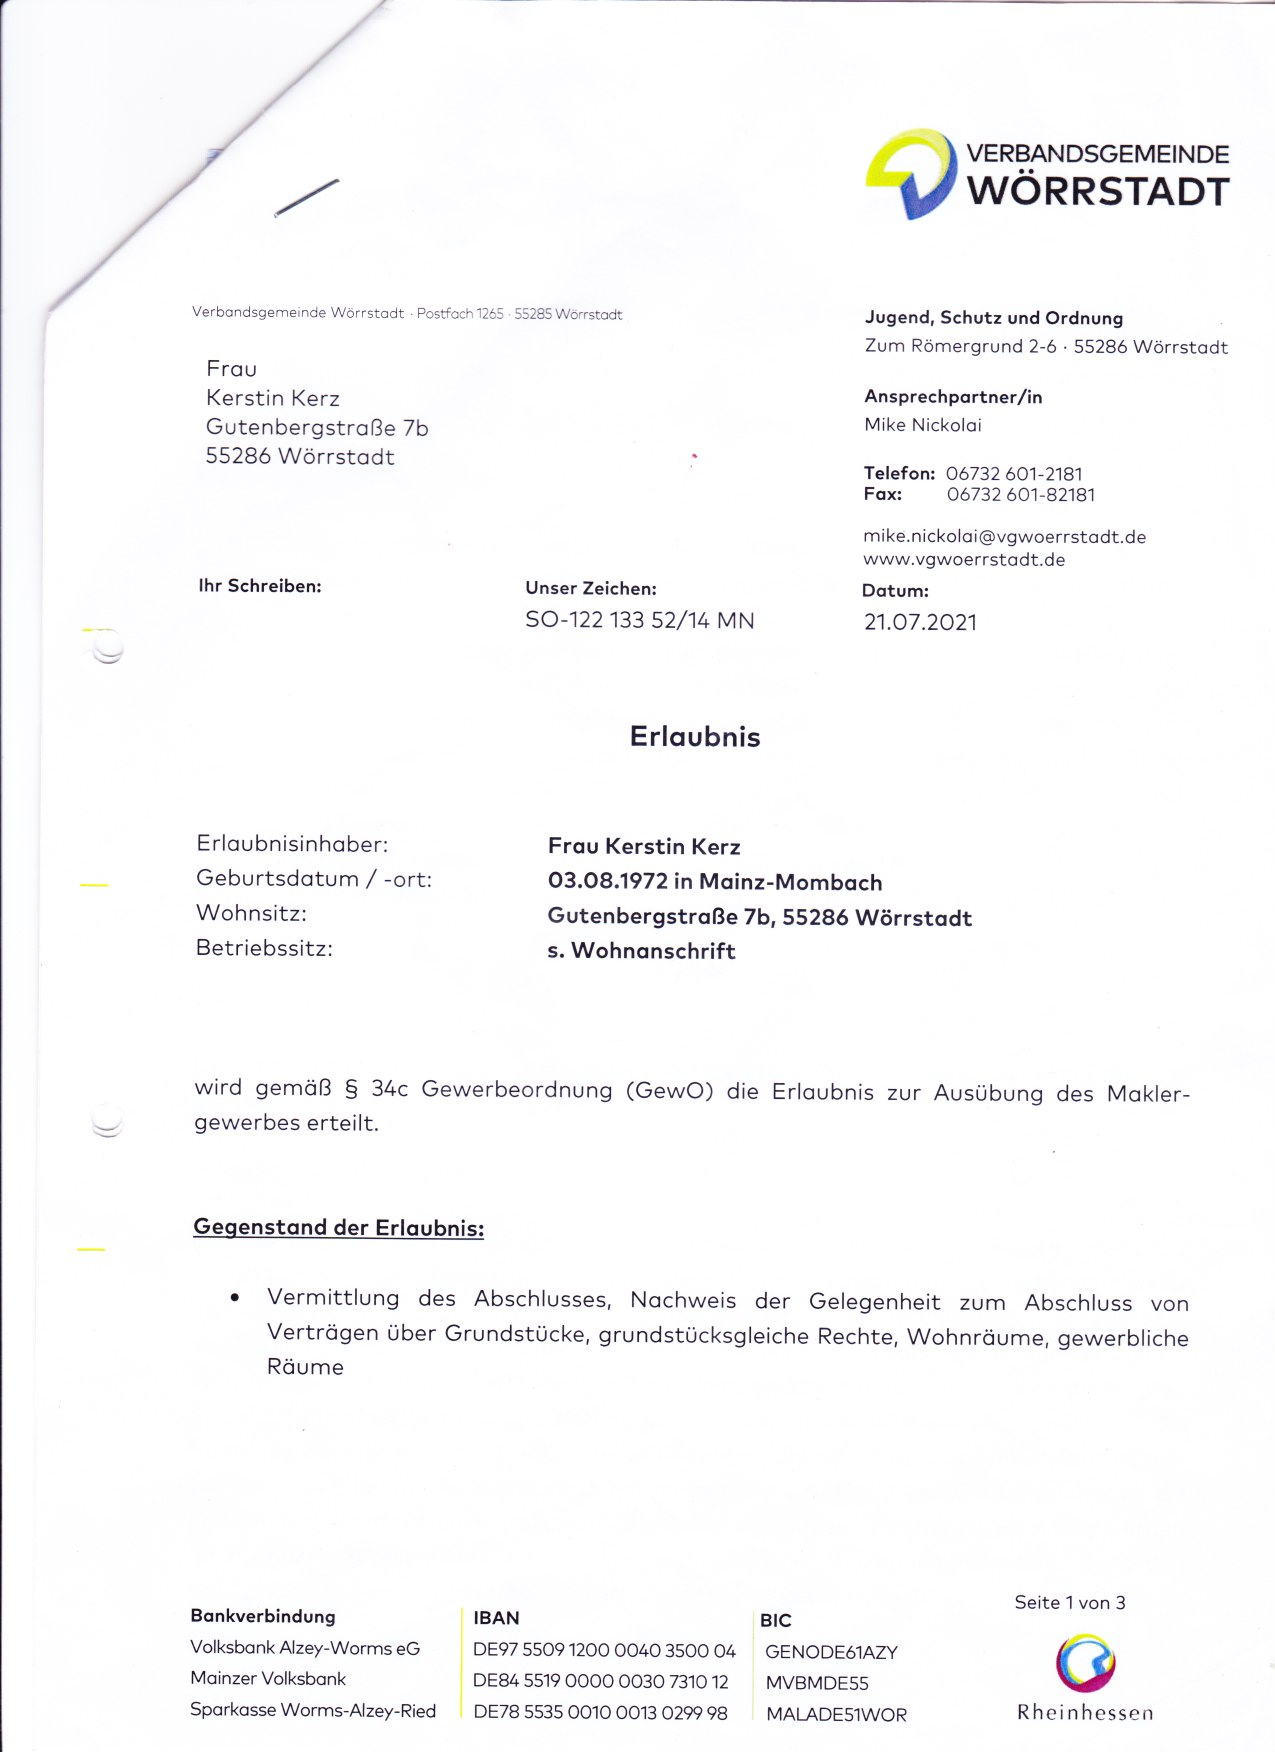 VERBANDSGEMEINDE
WÖRRSTADT
Verbandsgemeinde Wörrstadt · Postfach 1265 · 55285 Wörrstadt
Frau
Kerstin Kerz
Gutenbergstraße 7b
55286 Wörrstadt
Jugend, Schutz und Ordnung
Zum Römergrund 2-6 · 55286 Wörrstadt
Ansprechpartner/in
Mike Nickolai
Telefon: 06732 601-2181
Fax: 06732 601-82181
mike.nickolai@vgwoerrstadt.de
www.vgwoerrstadt.de
Ihr Schreiben:
Unser Zeichen:
SO-122 133 52/14 MN
Datum:
21.07.2021
Erlaubnis
Erlaubnisinhaber: Frau Kerstin Kerz
Geburtsdatum / -ort: 03.08.1972 in Mainz-Mombach
Wohnsitz: Gutenbergstraße 7b, 55286 Wörrstadt
Betriebssitz: s. Wohnanschrift
wird gemäß § 34c Gewerbeordnung (GewO) die Erlaubnis zur Ausübung des Makler-
gewerbes erteilt.
Gegenstand der Erlaubnis:
• Vermittlung des Abschlusses, Nachweis der Gelegenheit zum Abschluss von
Verträgen über Grundstücke, grundstücksgleiche Rechte, Wohnräume, gewerbliche
Räume
Seite 1 von 3
Bankverbindung IBAN BIC
Volksbank Alzey-Worms eG DE97 5509 1200 0040 3500 04 GENODE61AZY
Mainzer Volksbank DE84 5519 0000 0030 7310 12 MVBMDE55
Sparkasse Worms-Alzey-Ried DE78 5535 0010 0013 0299 98 MALADE51WOR
Rheinhessen